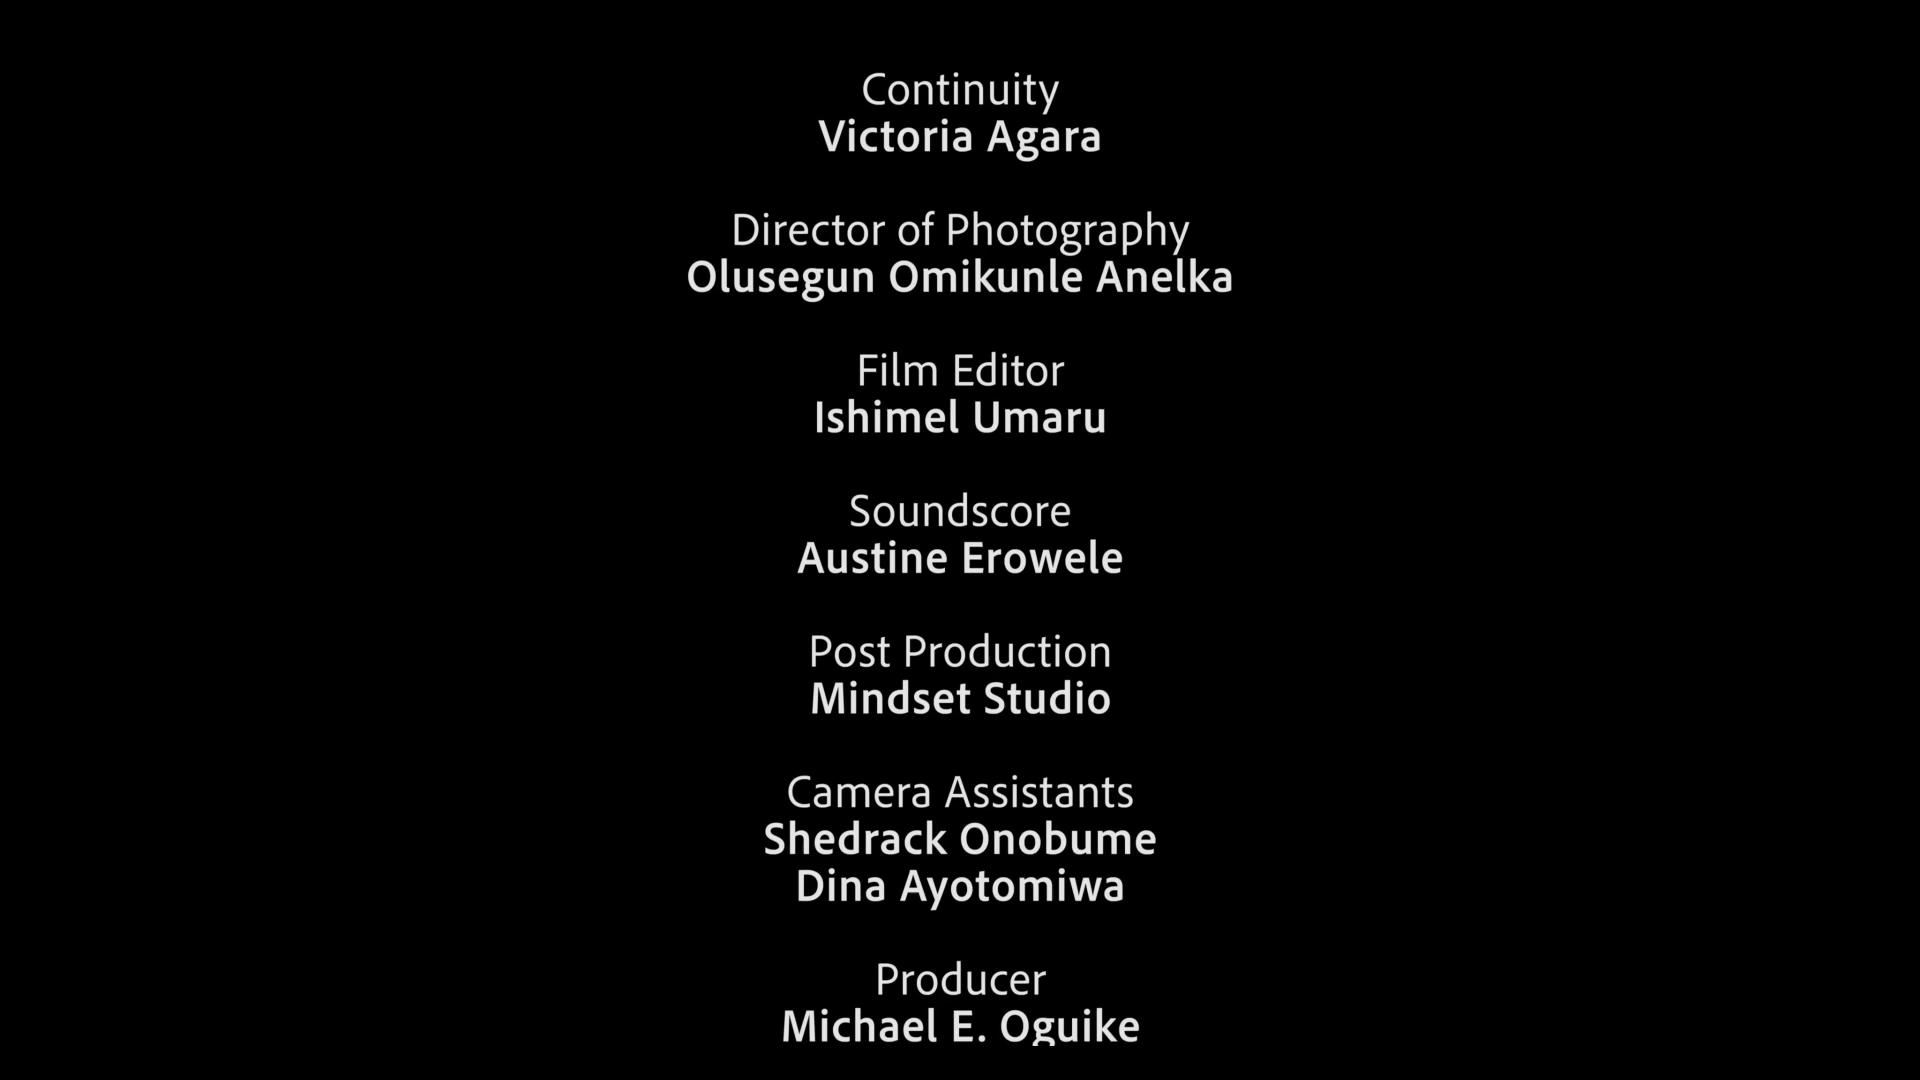 Continuity
Victoria Agara
Director of Photography
Olusegun Omikunle Anelka
Film Editor
Ishimel Umaru
Soundscore
Austine Erowele
Post Production
Mindset Studio
Camera Assistants
Shedrack Onobume
Dina Ayotomiwa
Producer
Michael E. Oguike